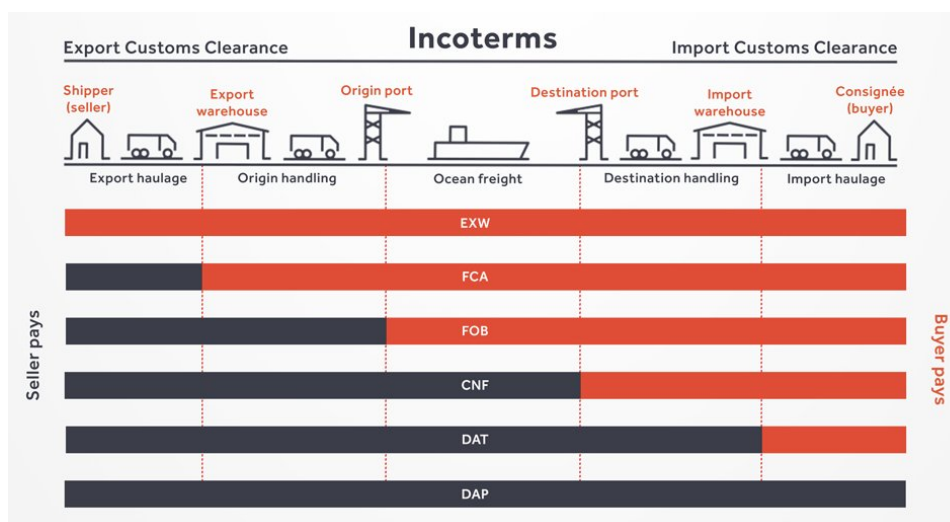 Incoterms
Export Customs Clearance
Import Customs Clearance
Shipper
(seller)
Export
warehouse
Origin port
Destination port
Import
warehouse
Consignée
(buyer)
Export haulage
Origin handling
Ocean freight
Destination handling
Import haulage
EXW
FCA
FOB
CNF
DAT
DAP
Seller pays
Buyer pays